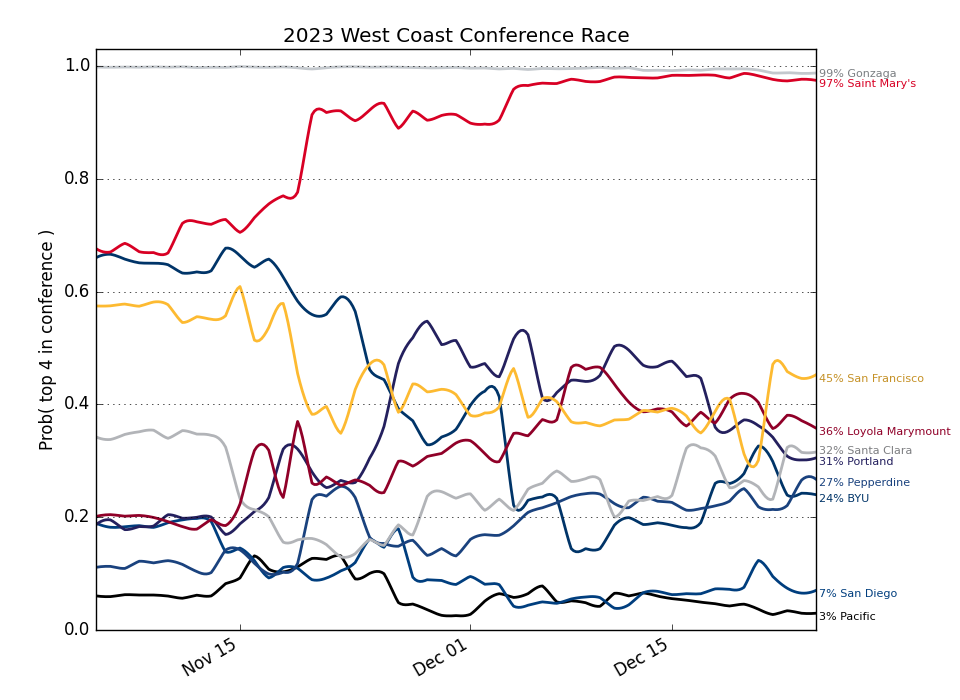 2023 West Coast Conference Race
Prob( top 4 in conference )
1.0
0.8
0.6
0.4
0.2
0.0
Nov 15
Dec 01
Dec 15
99% Gonzaga
97% Saint Mary's
45% San Francisco
36% Loyola Marymount
32% Santa Clara
31% Portland
27% Pepperdine
24% BYU
7% San Diego
3% Pacific